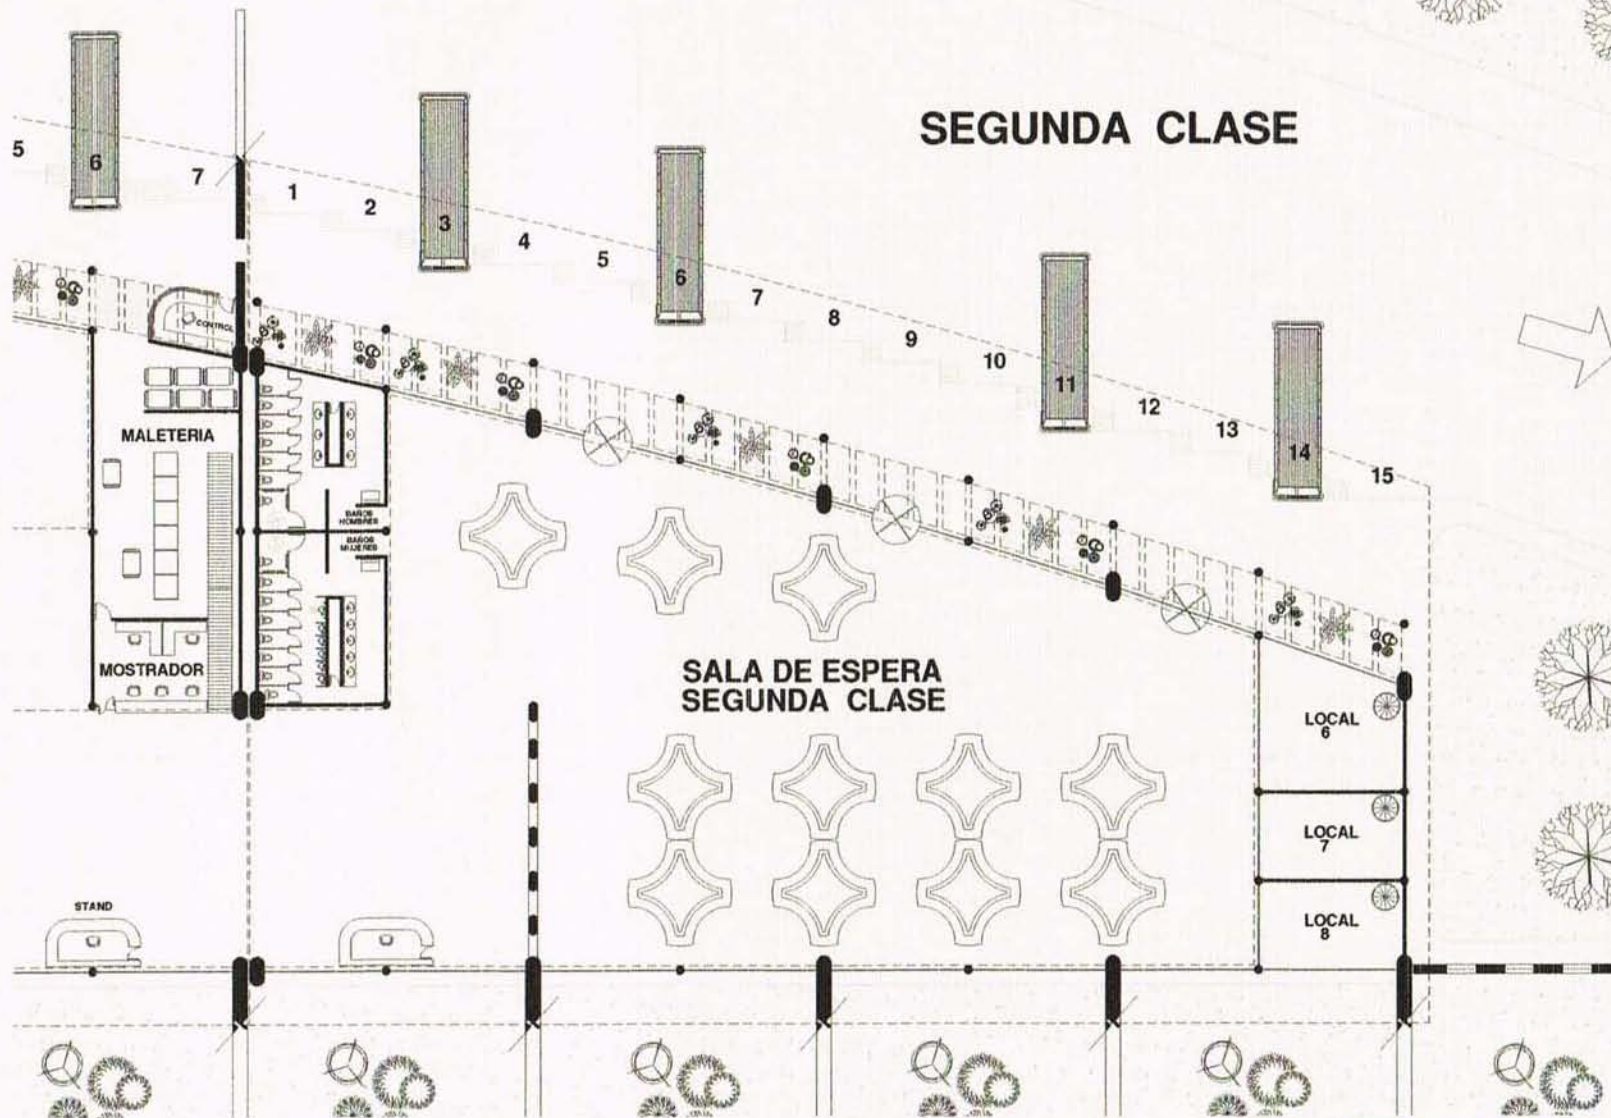 SEGUNDA CLASE
5
6
7
1
2
3
4
5
6
7
8
9
10
11
12
13
14
15
CONTROL
MALETERIA
BAÑOS
HOMBRES
BAÑOS
MUJERES
MOSTRADOR
SALA DE ESPERA
SEGUNDA CLASE
LOCAL
6
LOCAL
7
LOCAL
8
STAND